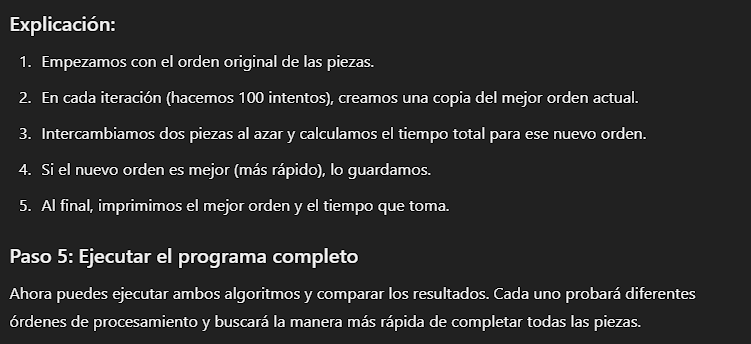 Explicación:
1. Empezamos con el orden original de las piezas.
2. En cada iteración (hacemos 100 intentos), creamos una copia del mejor orden actual.
3. Intercambiamos dos piezas al azar y calculamos el tiempo total para ese nuevo orden.
4. Si el nuevo orden es mejor (más rápido), lo guardamos.
5. Al final, imprimimos el mejor orden y el tiempo que toma.
Paso 5: Ejecutar el programa completo
Ahora puedes ejecutar ambos algoritmos y comparar los resultados. Cada uno probará diferentes
órdenes de procesamiento y buscará la manera más rápida de completar todas las piezas.